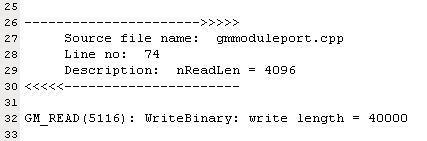 25
26 ----------------------->>>>>
27 Source file name: gmmoduleport.cpp
28 Line no: 74
29 Description: nReadLen = 4096
30 <<<<<-----------------------
31
32 GM_READ(5116): WriteBinary: write length = 40000
33